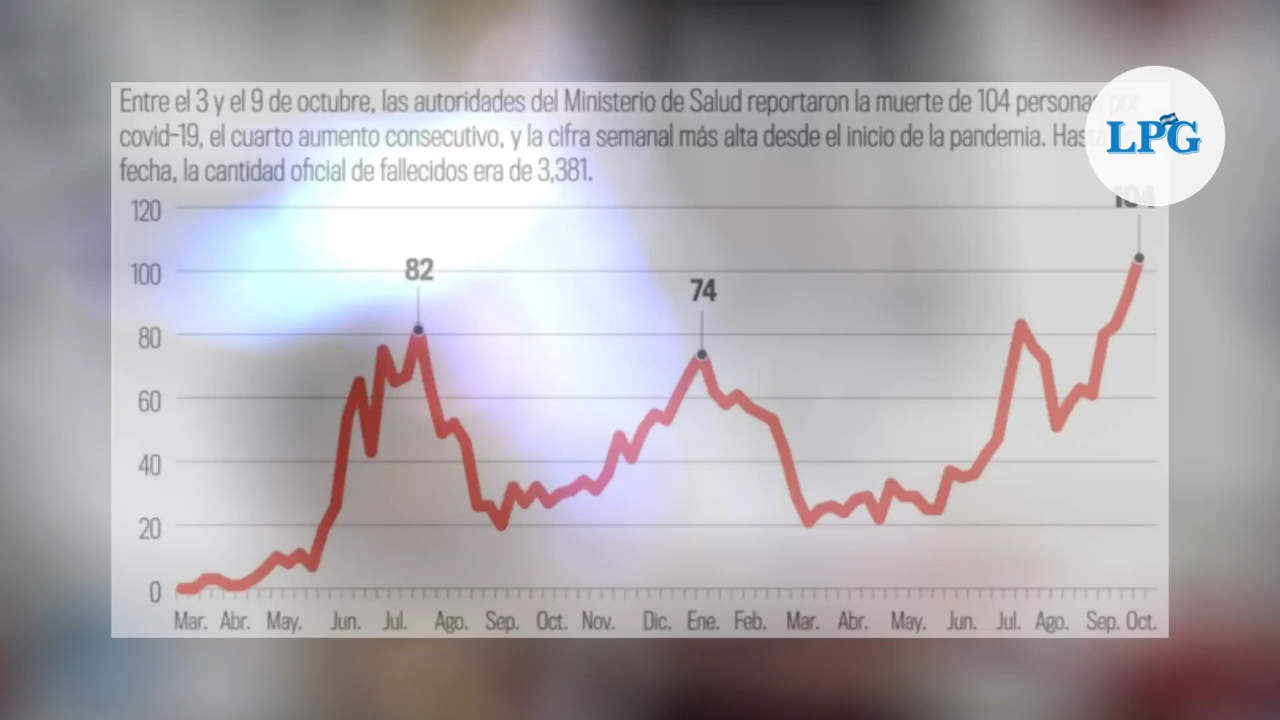 Entre el 3 y el 9 de octubre, las autoridades del Ministerio de Salud reportaron la muerte de 104 personas por
covid-19, el cuarto aumento consecutivo, y la cifra semanal más alta desde el inicio de la pandemia.
fecha, la cantidad oficial de fallecidos era de 3,381.
LPG
104
120
100
80
60
40
20
0
82
74
Mar. Abr. May. Jun. Jul. Ago. Sep. Oct. Nov. Dic. Ene. Feb. Mar. Abr. May. Jun. Jul. Ago. Sep. Oct.